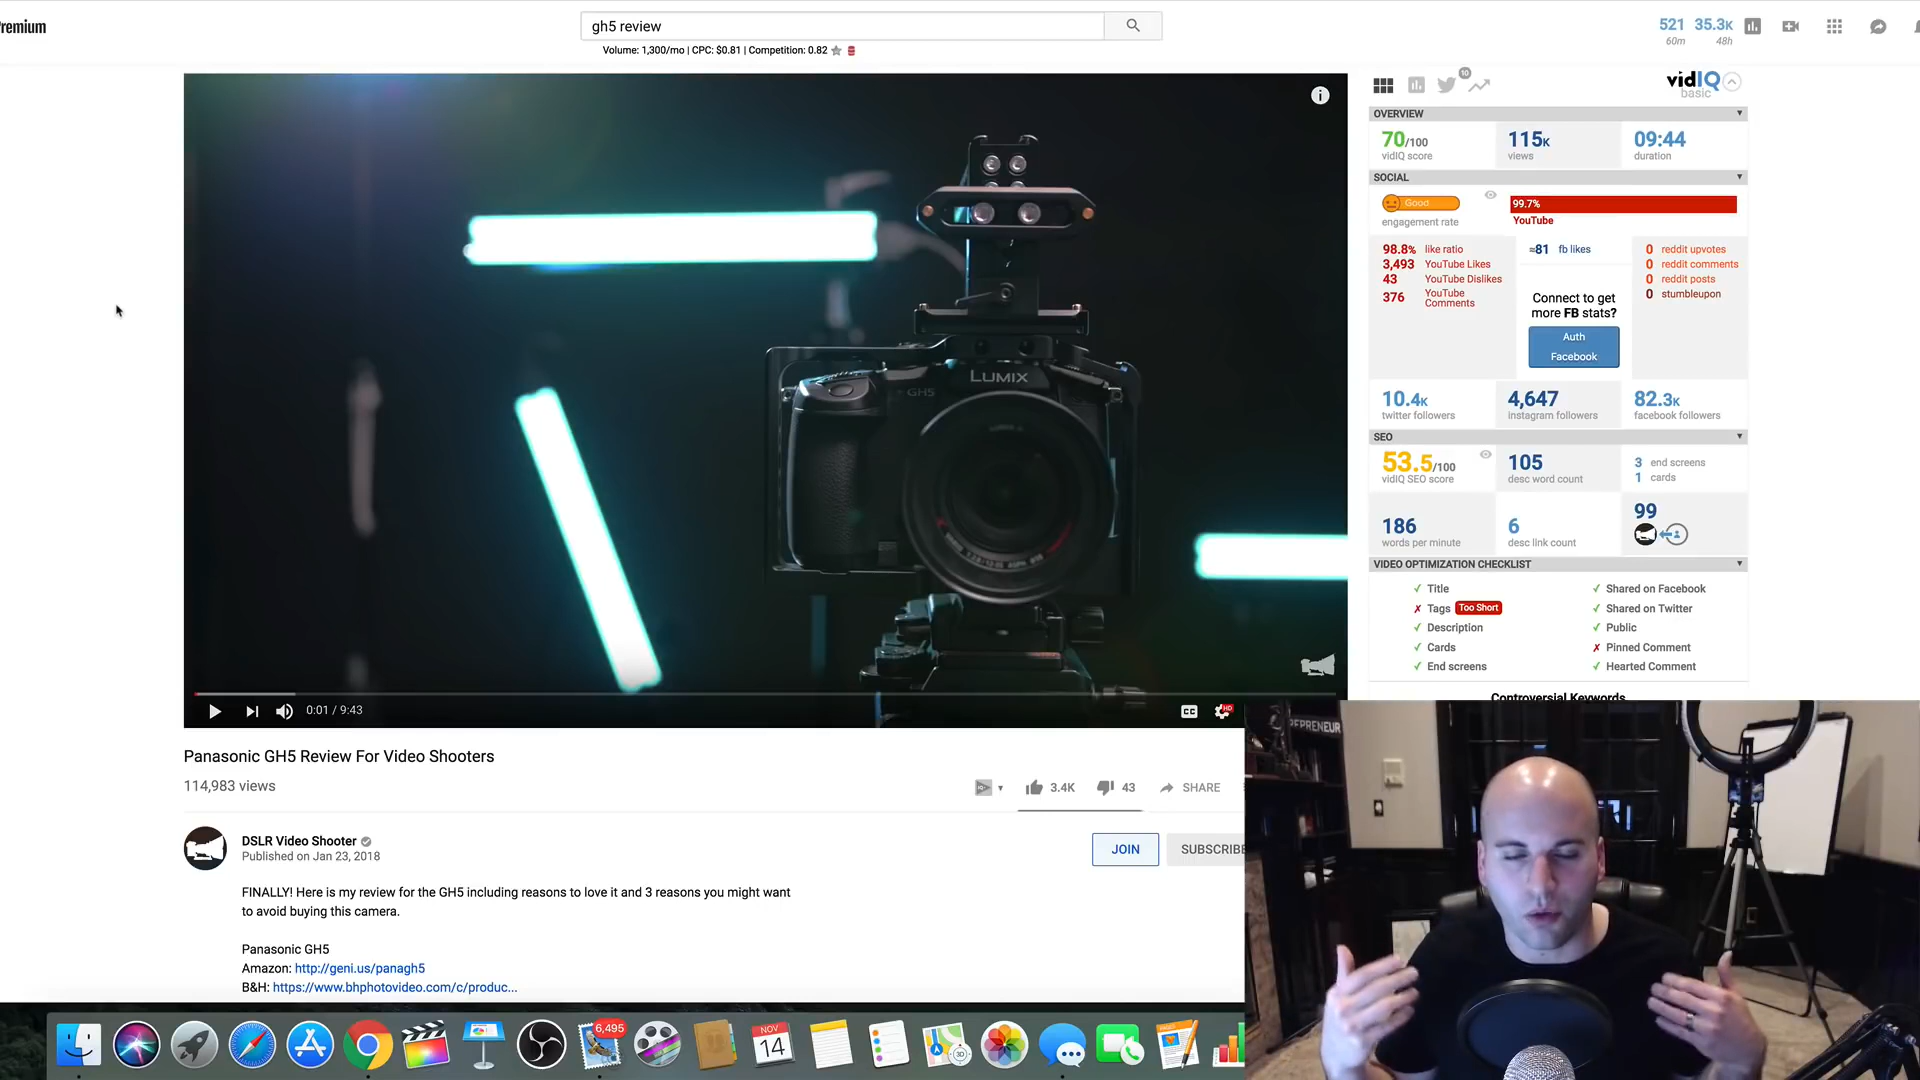 Premium
gh5 review
Volume: 1,300/mo | CPC: $0.81 | Competition: 0.82
521
60m
35.3K
48h
LUMIX
GH5
0:01 / 9:43
CC
HD
Panasonic GH5 Review For Video Shooters
114,983 views
3.4K
43
SHARE
DSLR Video Shooter
Published on Jan 23, 2018
JOIN
SUBSCRIBE
FINALLY! Here is my review for the GH5 including reasons to love it and 3 reasons you might want
to avoid buying this camera.
Panasonic GH5
Amazon: http://geni.us/panagh5
B&H: https://www.bhphotovideo.com/c/produc...
10
vidIQ
basic
OVERVIEW
70/100
vidIQ score
115K
views
09:44
duration
SOCIAL
Good
engagement rate
99.7%
YouTube
98.8% like ratio
3,493 YouTube Likes
43 YouTube Dislikes
376 YouTube
Comments
≈81 fb likes
Connect to get
more FB stats?
Auth
Facebook
0 reddit upvotes
0 reddit comments
0 reddit posts
0 stumbleupon
10.4K
twitter followers
4,647
instagram followers
82.3K
facebook followers
SEO
53.5/100
vidIQ SEO score
105
desc word count
3 end screens
1 cards
186
words per minute
6
desc link count
99
VIDEO OPTIMIZATION CHECKLIST
✓ Title
✗ Tags Too Short
✓ Description
✓ Cards
✓ End screens
✓ Shared on Facebook
✓ Shared on Twitter
✓ Public
✗ Pinned Comment
✓ Hearted Comment
Controversial Keywords
REPRENEUR
6,495
NOV
14
PAGES